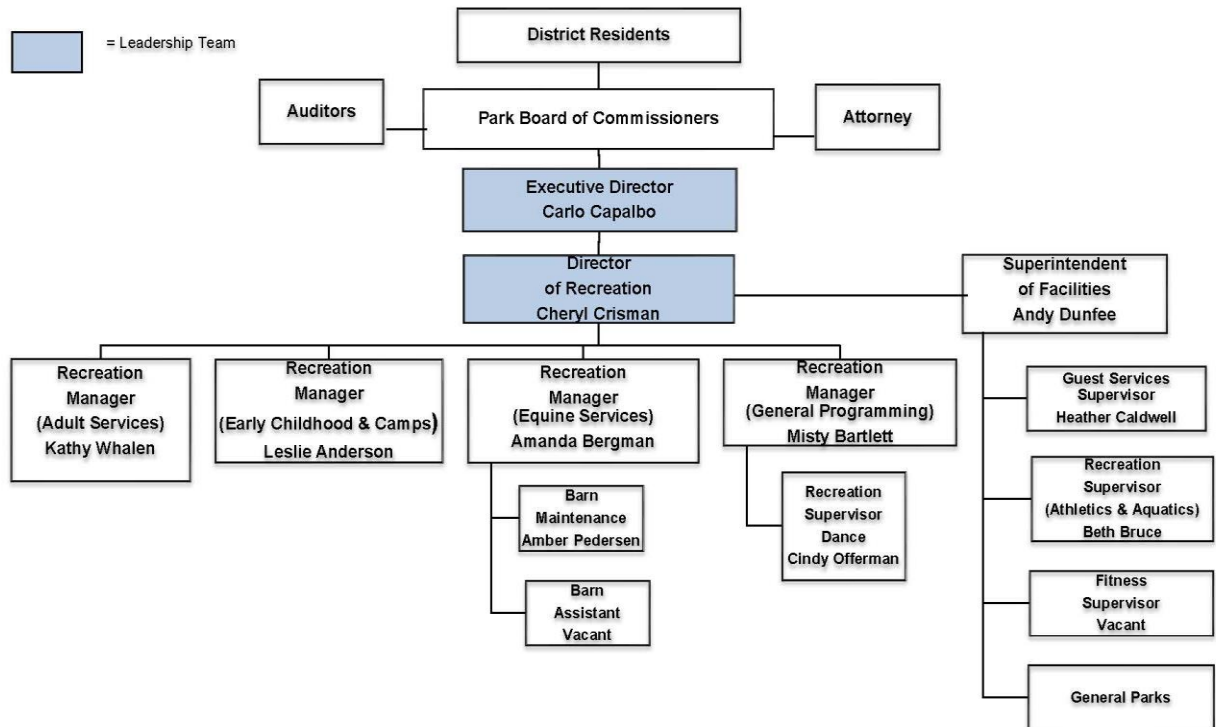 = Leadership Team
District Residents
Auditors
Park Board of Commissioners
Attorney
Executive Director
Carlo Capalbo
Director
of Recreation
Cheryl Crisman
Superintendent
of Facilities
Andy Dunfee
Recreation
Manager
(Adult Services)
Kathy Whalen
Recreation
Manager
(Early Childhood & Camps)
Leslie Anderson
Recreation
Manager
(Equine Services)
Amanda Bergman
Recreation
Manager
(General Programming)
Misty Bartlett
Barn
Maintenance
Amber Pedersen
Barn
Assistant
Vacant
Recreation
Supervisor
Dance
Cindy Offerman
Guest Services
Supervisor
Heather Caldwell
Recreation
Supervisor
(Athletics & Aquatics)
Beth Bruce
Fitness
Supervisor
Vacant
General Parks